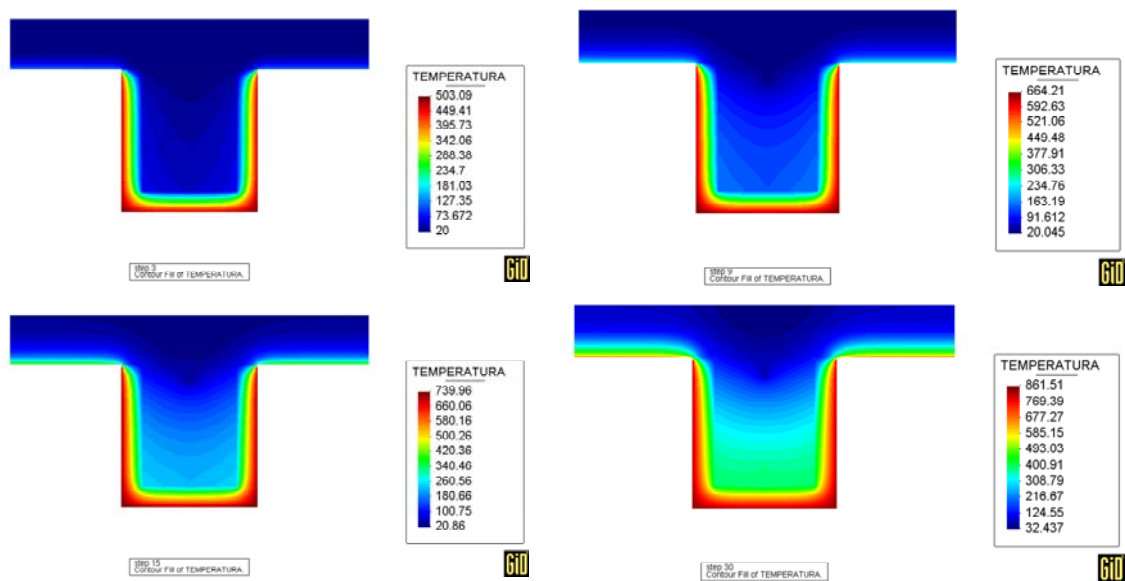 TEMPERATURA
503.09
449.41
395.73
342.06
288.38
234.7
181.03
127.35
73.672
20
step 3
Contour Fill of TEMPERATURA.
GiD
TEMPERATURA
664.21
592.63
521.06
449.48
377.91
306.33
234.76
163.19
91.612
20.045
step 9
Contour Fill of TEMPERATURA.
GiD
TEMPERATURA
739.96
660.06
580.16
500.26
420.36
340.46
260.56
180.66
100.75
20.86
step 15
Contour Fill of TEMPERATURA.
GiD
TEMPERATURA
861.51
769.39
677.27
585.15
493.03
400.91
308.79
216.67
124.55
32.437
step 30
Contour Fill of TEMPERATURA.
GiD